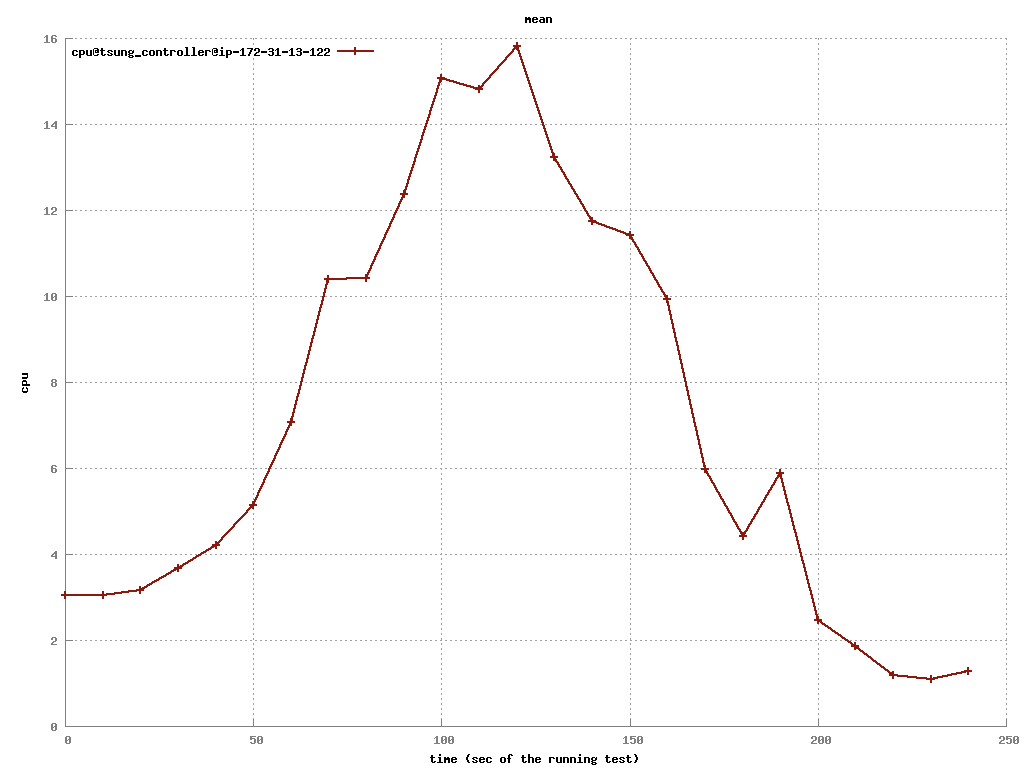 mean
16
cpu@tsung_controller@ip-172-31-13-122
14
12
10
8
cpu
6
4
2
0
0 50 100 150 200 250
time (sec of the running test)